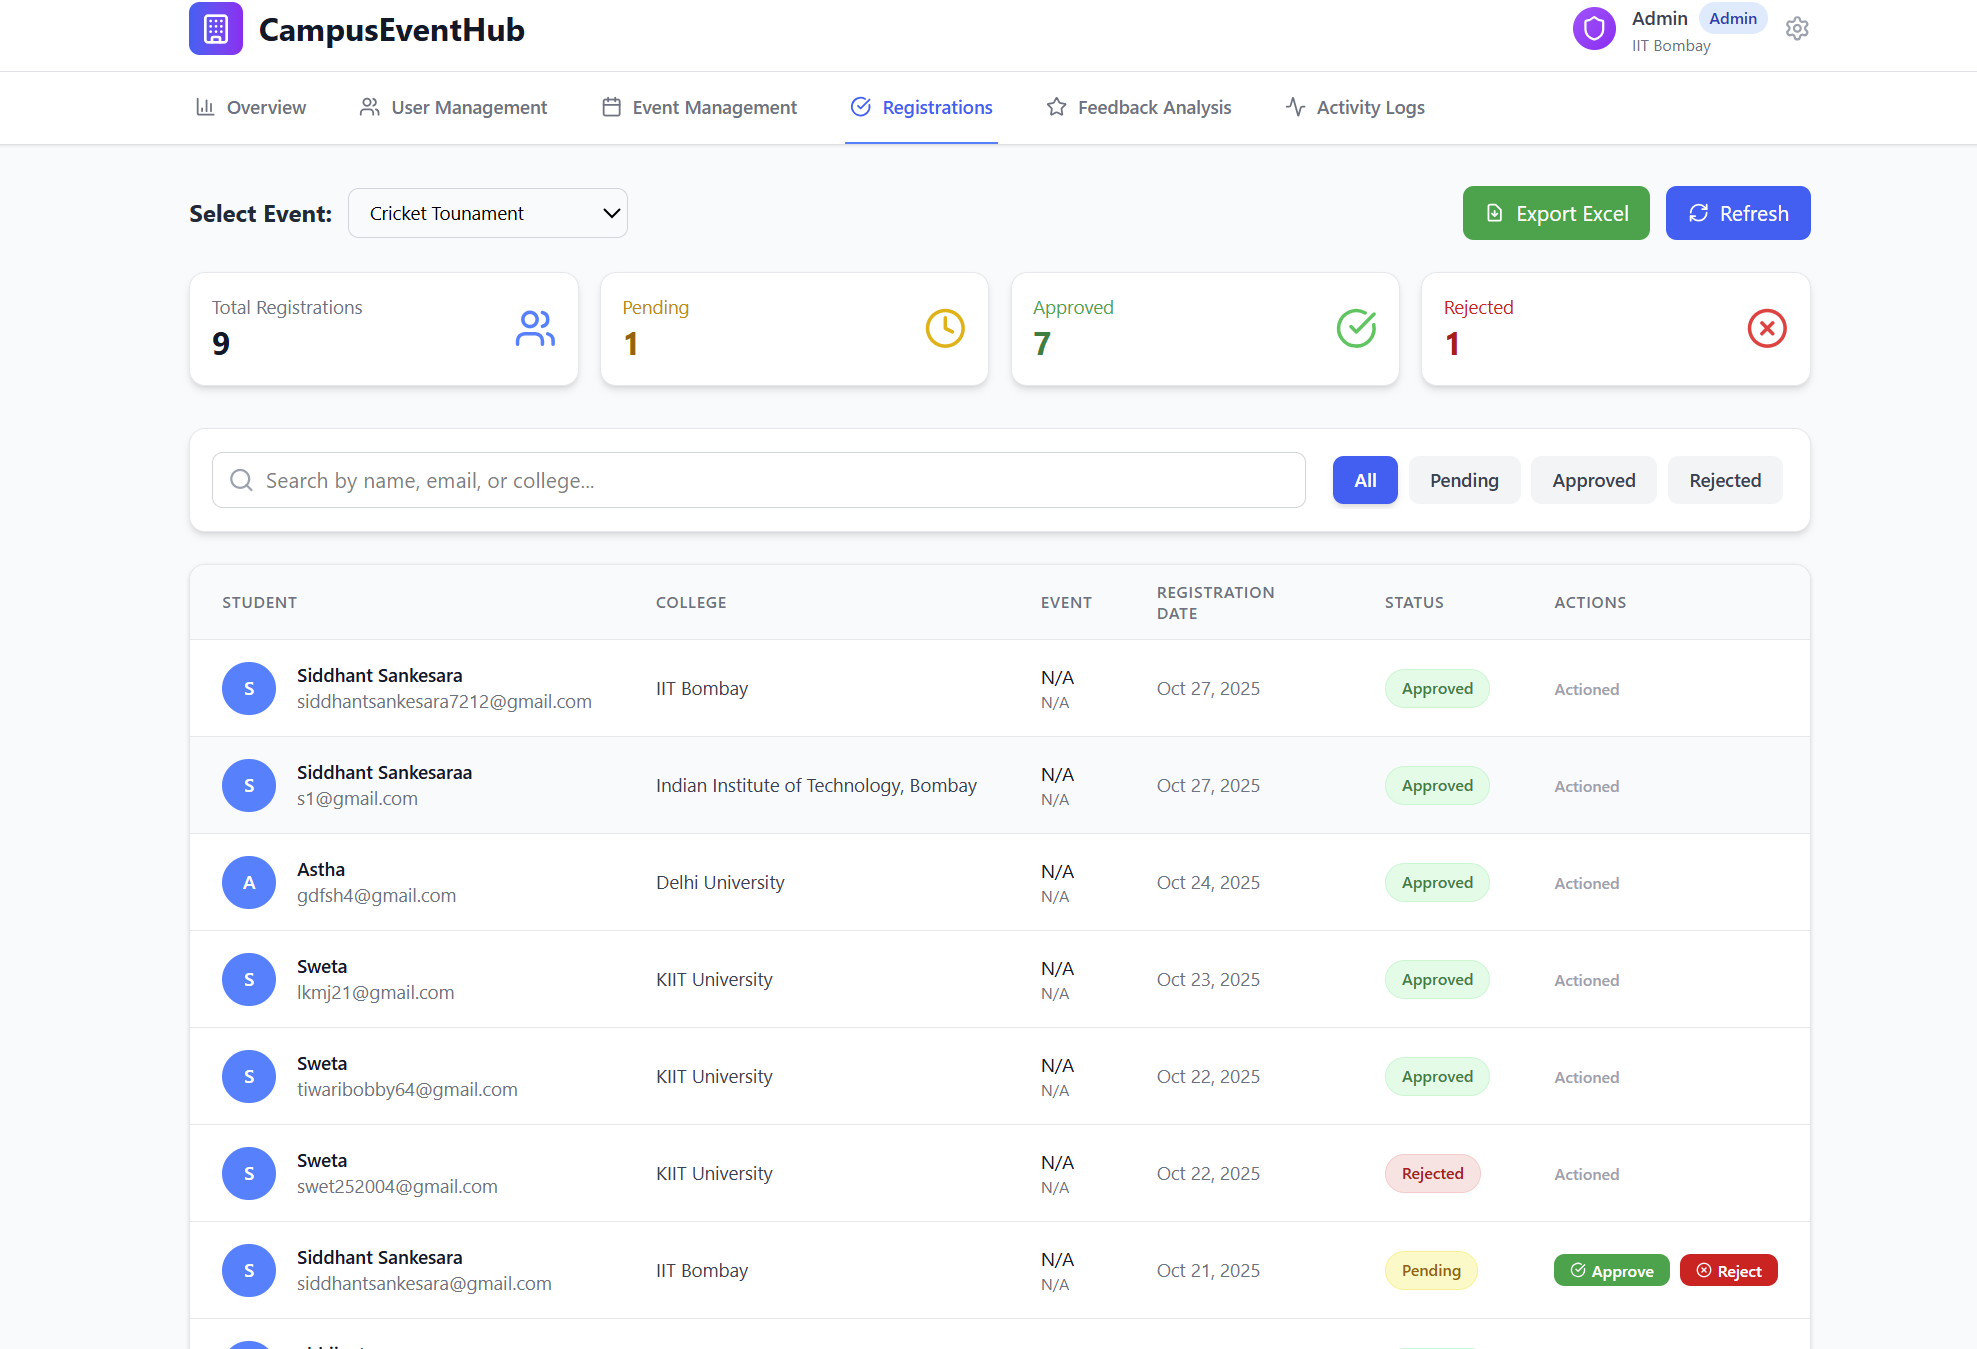 CampusEventHub
Admin Admin
IIT Bombay
Overview User Management Event Management Registrations Feedback Analysis Activity Logs
Select Event: Cricket Tounament Export Excel Refresh
Total Registrations Pending Approved Rejected
9 1 7 1
Search by name, email, or college... All Pending Approved Rejected
STUDENT COLLEGE EVENT REGISTRATION DATE STATUS ACTIONS
Siddhant Sankesara
siddhantsankesara7212@gmail.com
IIT Bombay
N/A
N/A
Oct 27, 2025
Approved
Actioned
S
Siddhant Sankesaraa
s1@gmail.com
Indian Institute of Technology, Bombay
N/A
N/A
Oct 27, 2025
Approved
Actioned
S
Astha
gdfsh4@gmail.com
Delhi University
N/A
N/A
Oct 24, 2025
Approved
Actioned
A
Sweta
lkmj21@gmail.com
KIIT University
N/A
N/A
Oct 23, 2025
Approved
Actioned
S
Sweta
tiwaribobby64@gmail.com
KIIT University
N/A
N/A
Oct 22, 2025
Approved
Actioned
S
Sweta
swet252004@gmail.com
KIIT University
N/A
N/A
Oct 22, 2025
Rejected
Actioned
S
Siddhant Sankesara
siddhantsankesara@gmail.com
IIT Bombay
N/A
N/A
Oct 21, 2025
Pending
Approve Reject
S